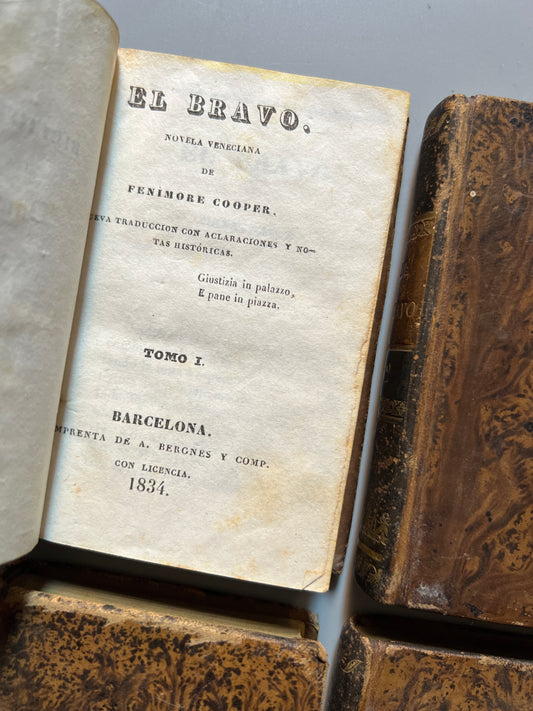 EL BRAVO.
NOVELA VENECIANA
DE
FENIMORE COOPER.
EVA TRADUCCION CON ACLARACIONES Y NO-
TAS HISTÓRICAS.
Giustizia in palazzo,
E pane in piazza.
TOMO I.
BARCELONA.
MPRENTA DE A. BERGNES Y COMP.
CON LICENCIA.
1834.